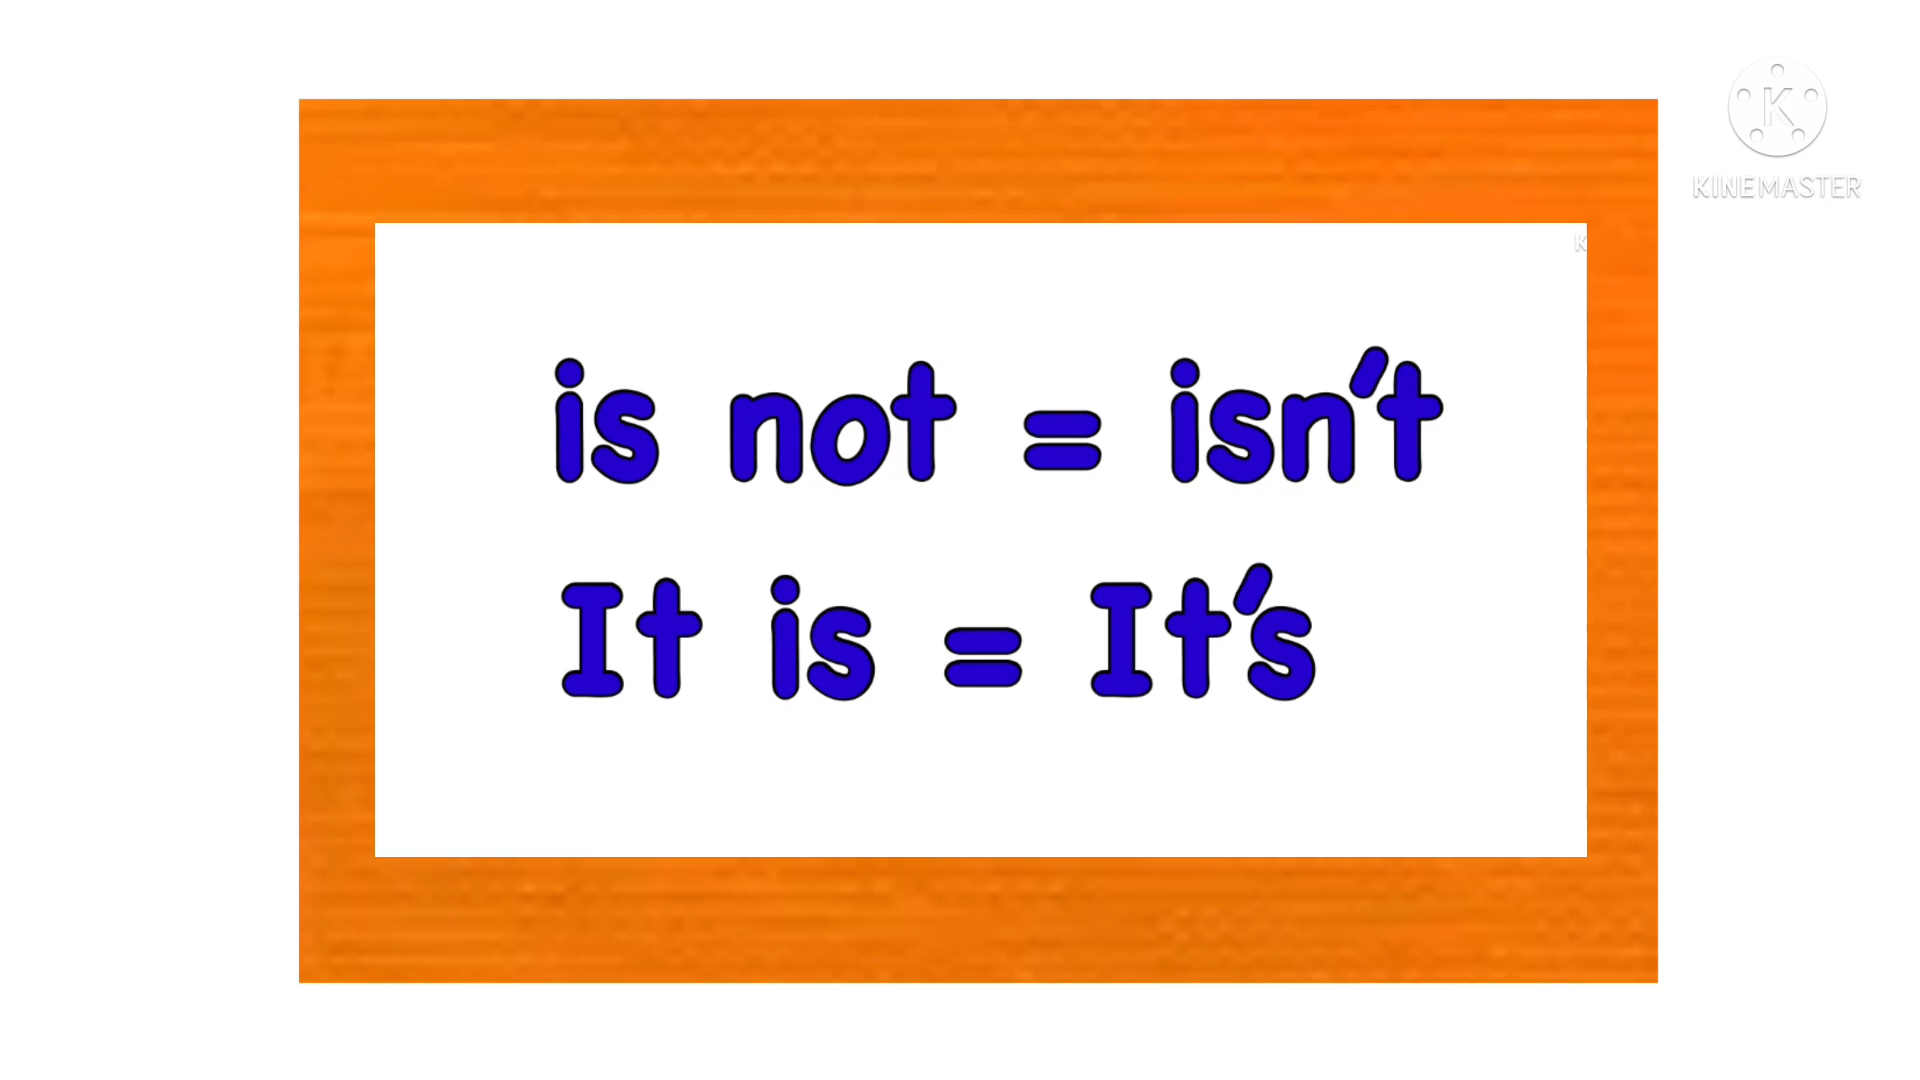 K
KINEMASTER
is not = isn't
It is = It's